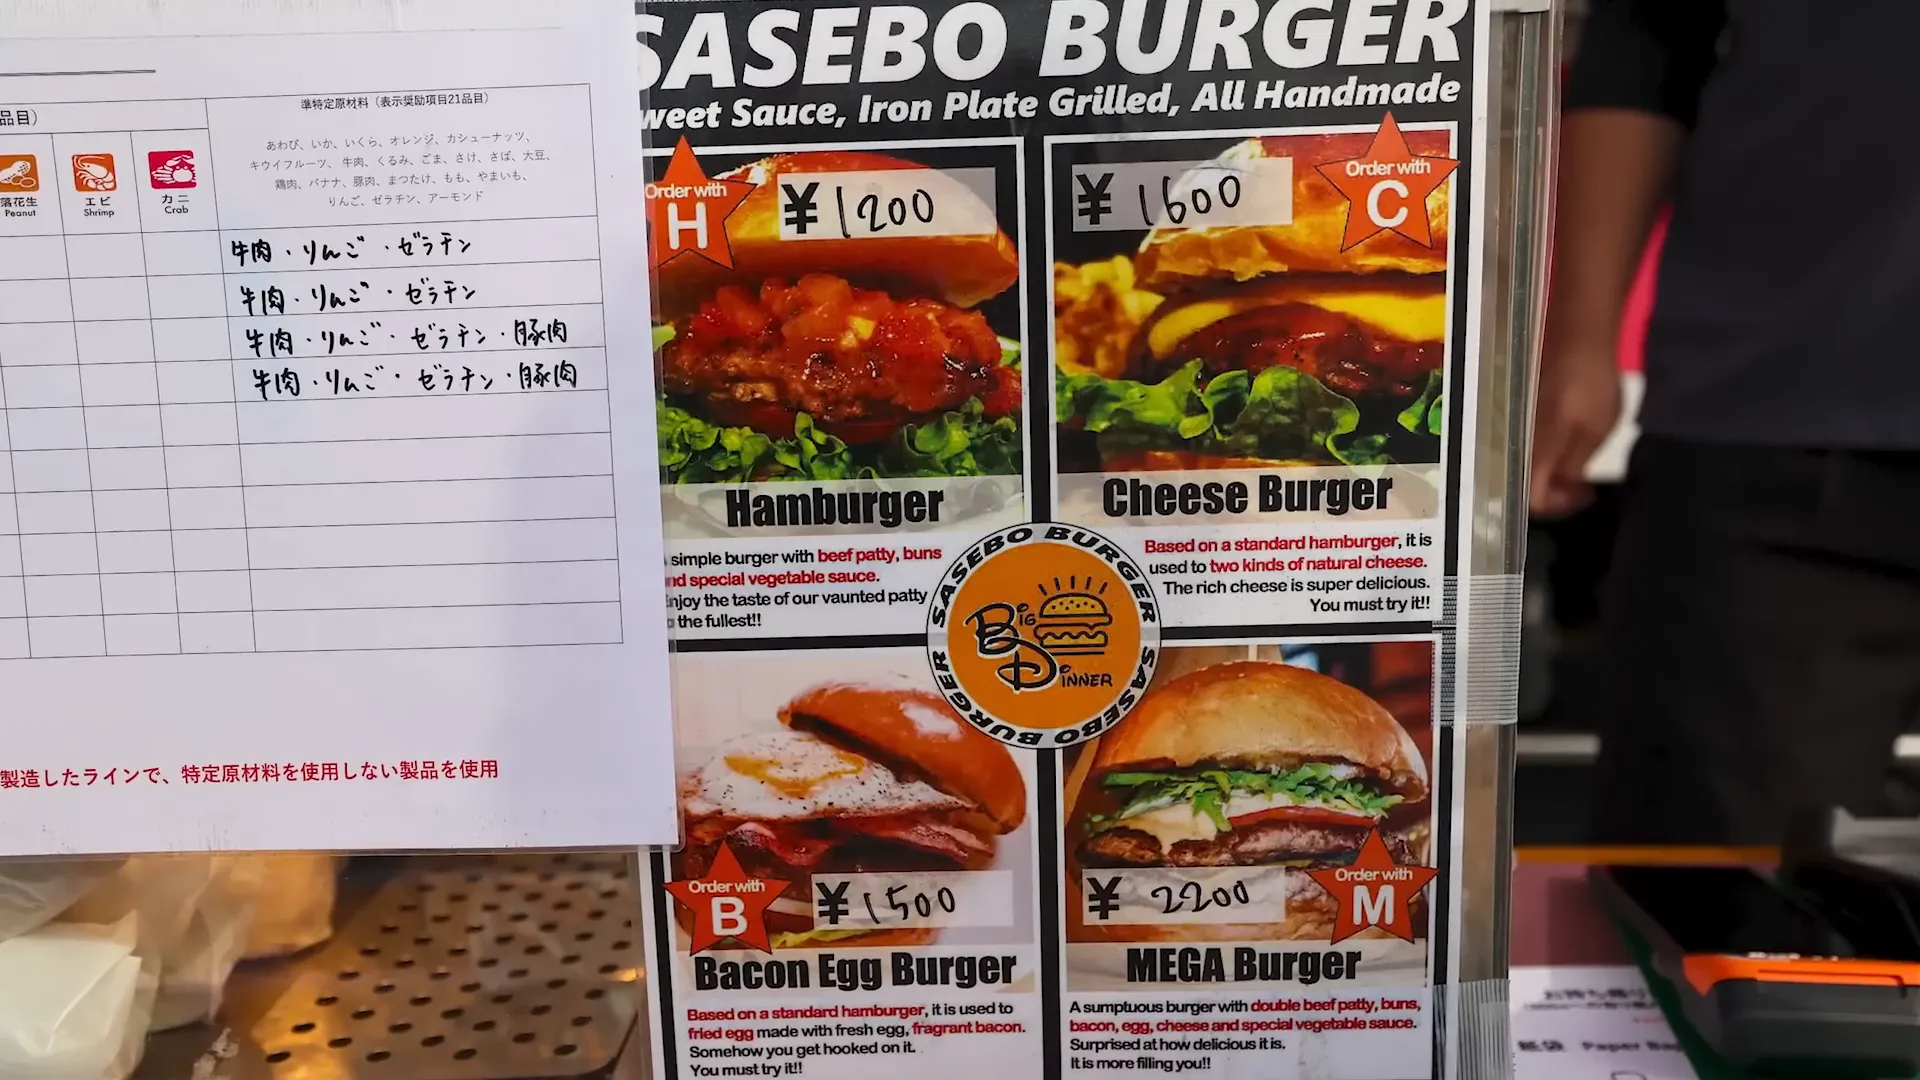 品目)
準特定原材料（表示奨励項目21品目）
あわび、いか、いくら、オレンジ、カシューナッツ、
キウイフルーツ、牛肉、くるみ、ごま、さけ、さば、大豆、
鶏肉、バナナ、豚肉、まつたけ、もも、やまいも、
りんご、ゼラチン、アーモンド
落花生
Peanut
エビ
Shrimp
カニ
Crab
牛肉・りんご・ゼラチン
牛肉・りんご・ゼラチン
牛肉・りんご・ゼラチン・豚肉
牛肉・りんご・ゼラチン・豚肉
製造したラインで、特定原材料を使用しない製品を使用
SASEBO BURGER
weet Sauce, Iron Plate Grilled, All Handmade
Order with
H
¥1200
Hamburger
simple burger with beef patty, buns
nd special vegetable sauce.
njoy the taste of our vaunted patty
the fullest!!
Order with
C
¥1600
Cheese Burger
Based on a standard hamburger, it is
used to two kinds of natural cheese.
The rich cheese is super delicious.
You must try it!!
SASEBO BURGER SASEBO BURGER
BIG
DINNER
Order with
B
¥1500
Bacon Egg Burger
Based on a standard hamburger, it is used to
fried egg made with fresh egg, fragrant bacon.
Somehow you get hooked on it.
You must try it!!
Order with
M
¥2200
MEGA Burger
A sumptuous burger with double beef patty, buns,
bacon, egg, cheese and special vegetable sauce.
Surprised at how delicious it is.
It is more filling you!!
お持ち帰り
紙袋 Paper Bag